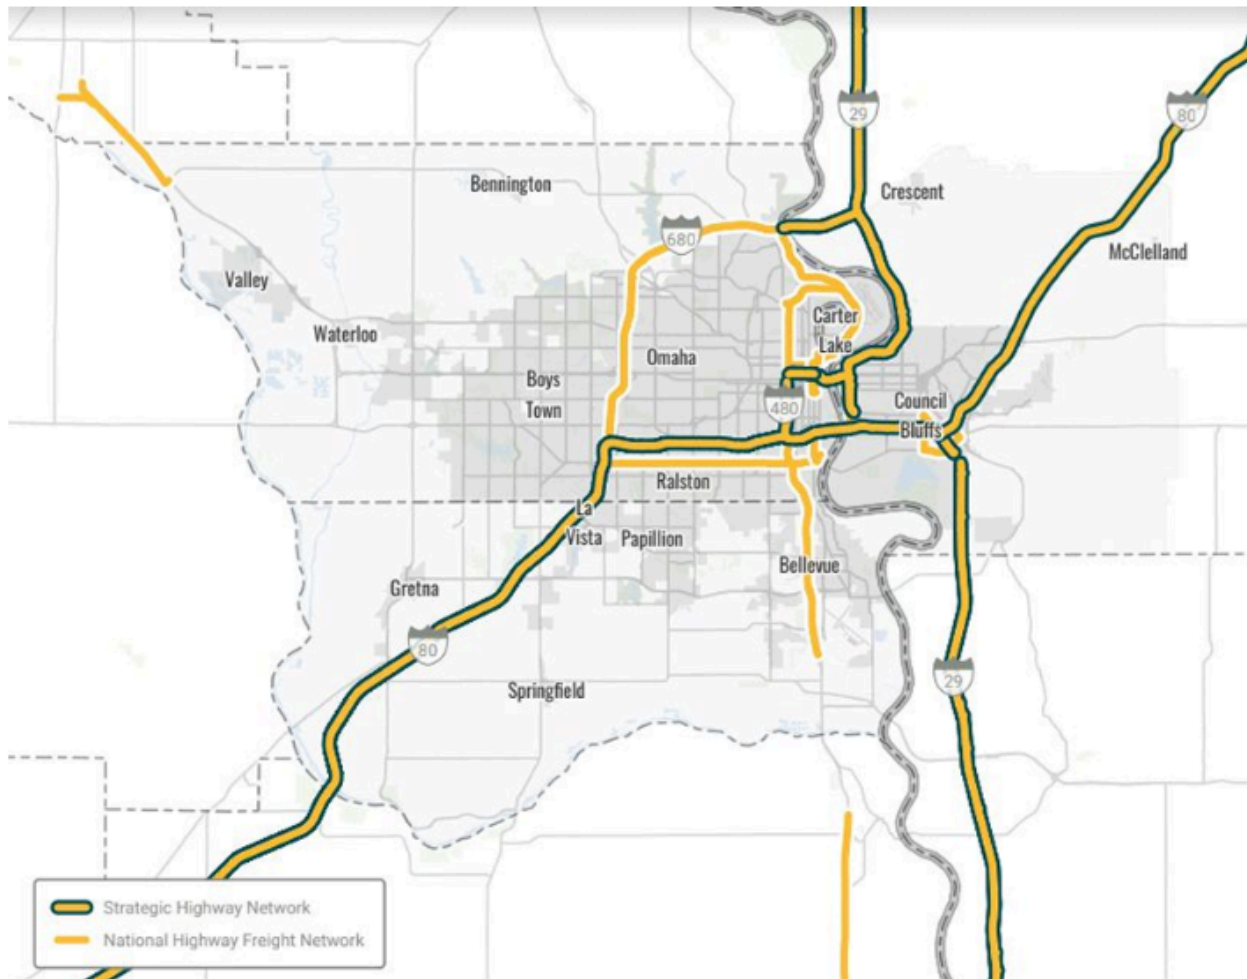 29
80
Crescent
Bennington
680
McClelland
Valley
Carter
Lake
Waterloo
Omaha
Boys
Town
480
Council
Bluffs
Ralston
La
Vista
Papillion
Bellevue
Gretna
80
29
Springfield
Strategic Highway Network
National Highway Freight Network